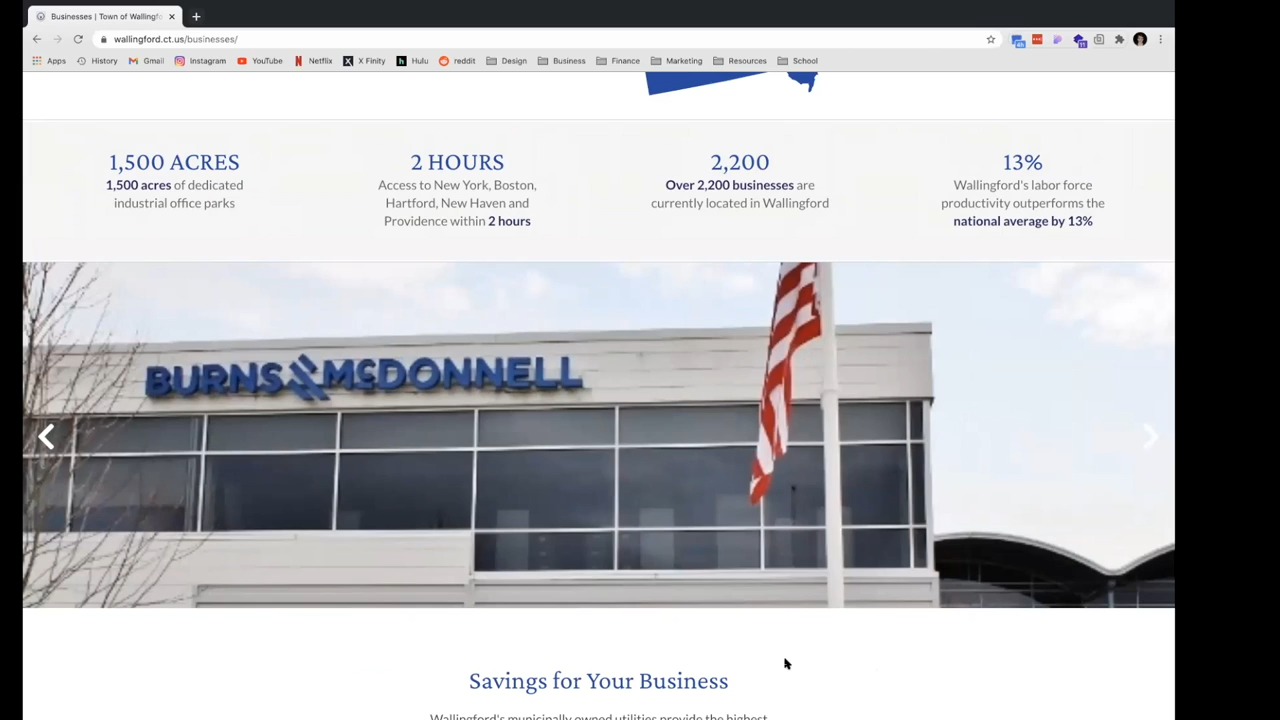 Businesses | Town of Wallingfo
wallingford.ct.us/businesses/
Apps History Gmail Instagram YouTube Netflix X Finity Hulu reddit Design Business Finance Marketing Resources School
1,500 ACRES
1,500 acres of dedicated
industrial office parks
2 HOURS
Access to New York, Boston,
Hartford, New Haven and
Providence within 2 hours
2,200
Over 2,200 businesses are
currently located in Wallingford
13%
Wallingford's labor force
productivity outperforms the
national average by 13%
BURNS MCDONNELL
Savings for Your Business
Wallingford's municipally owned utilities provide the highest